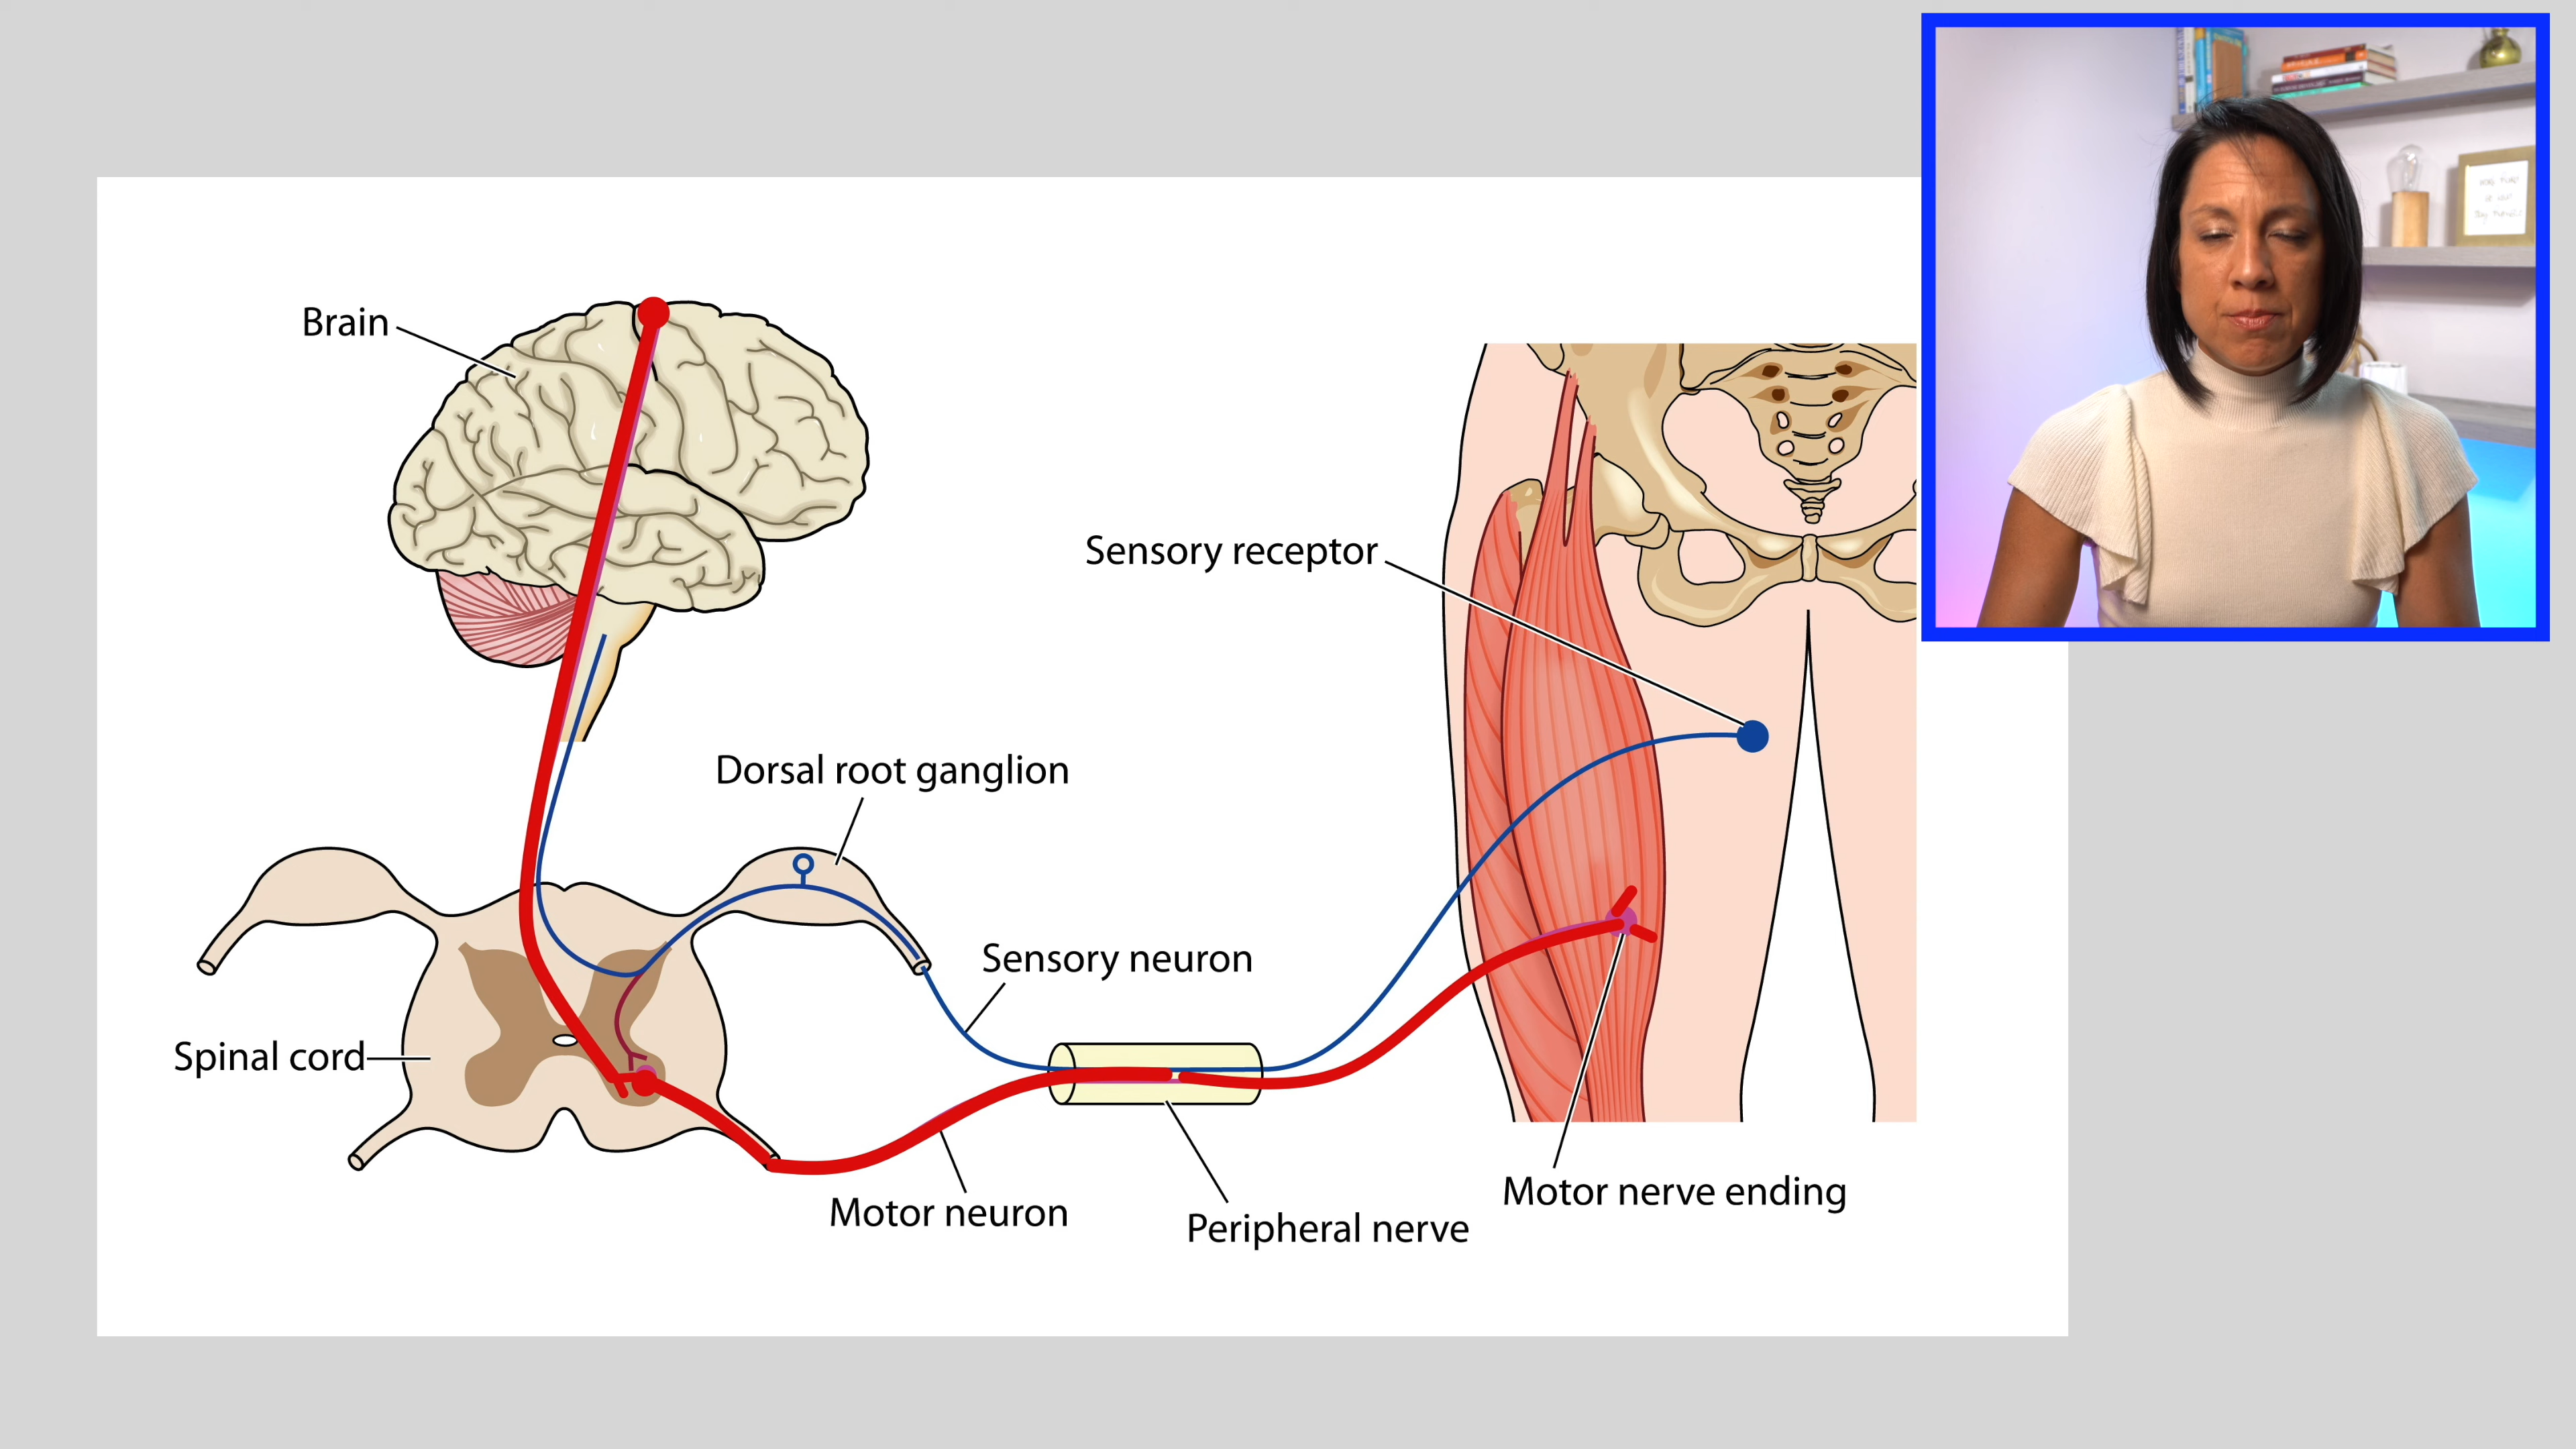 Brain
Sensory receptor
Dorsal root ganglion
Sensory neuron
Spinal cord
Motor neuron
Peripheral nerve
Motor nerve ending